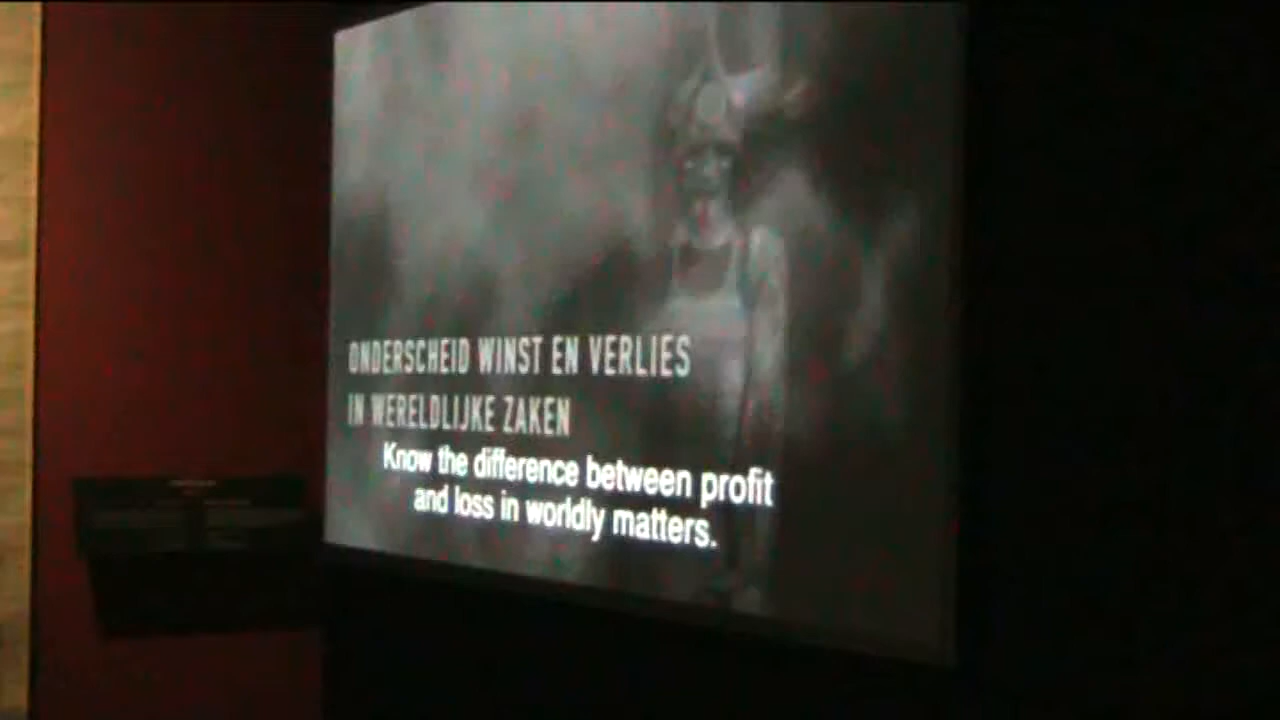 ONDERSCHEID WINST EN VERLIES
IN WERELDLIJKE ZAKEN
Know the difference between profit
and loss in worldly matters.